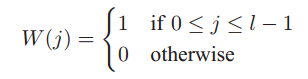 W(j) = { 1 if 0 ≤ j ≤ l − 1
0 otherwise